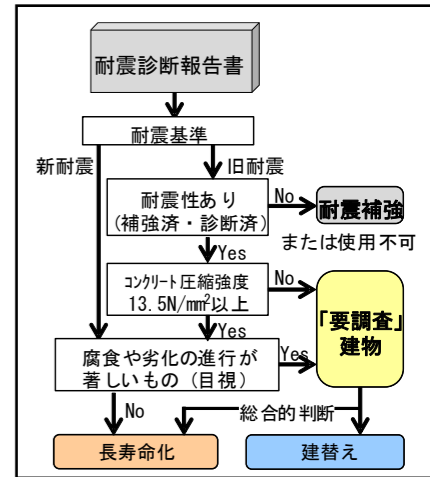 耐震診断報告書
耐震基準
新耐震
旧耐震
耐震性あり
(補強済・診断済)
No
耐震補強
または使用不可
Yes
コンクリート圧縮強度
13.5N/mm²以上
No
「要調査」
建物
Yes
腐食や劣化の進行が
著しいもの（目視）
Yes
No
総合的判断
長寿命化
建替え